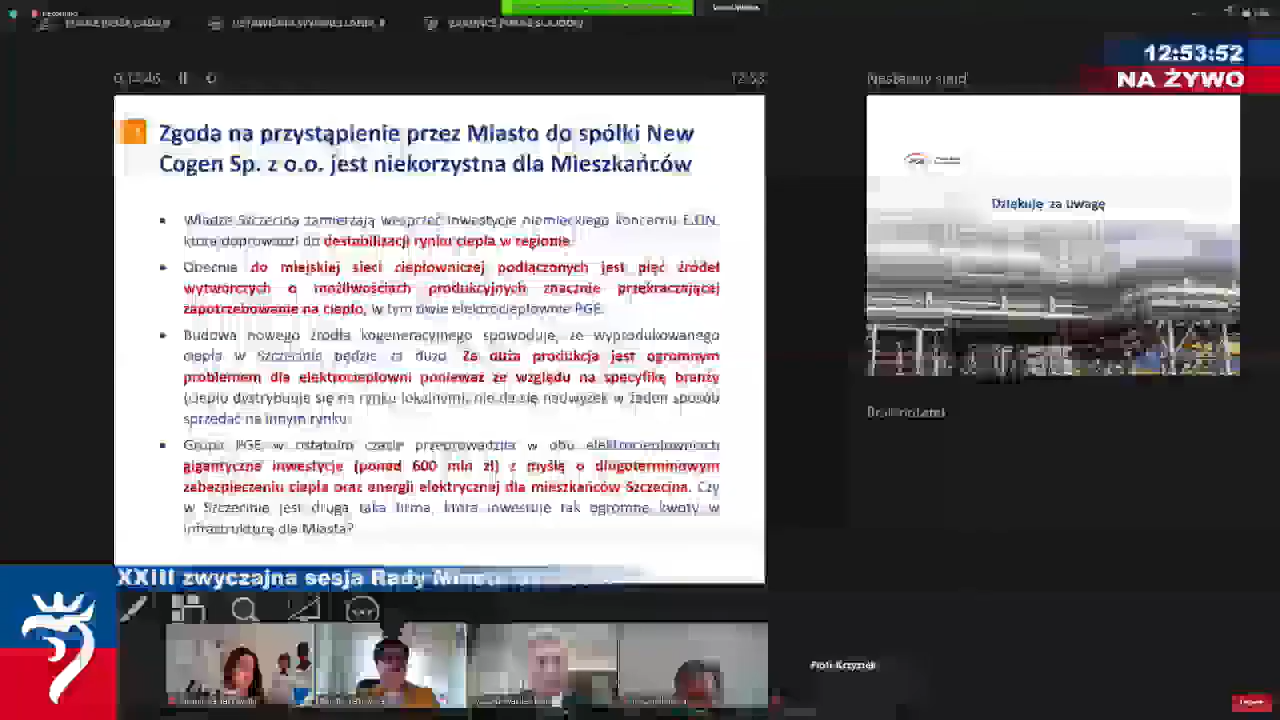 12:53:52
NA ŻYWO
12:53
Następny slajd
Zgoda na przystąpienie przez Miasto do spółki New
Cogen Sp. z o.o. jest niekorzystna dla Mieszkańców
Władze Szczecina zamierzają wesprzeć inwestycje niemieckiego koncernu E.ON,
która doprowadzi do destabilizacji rynku ciepła w regionie.
Obecnie do miejskiej sieci ciepłowniczej podłączonych jest pięć źródeł
wytwórczych o możliwościach produkcyjnych znacznie przekraczającej
zapotrzebowanie na ciepło, w tym dwie elektrociepłownie PGE.
Budowa nowego źródła kogeneracyjnego spowoduje, że wyprodukowanego
ciepła w Szczecinie będzie za dużo. Za duża produkcja jest ogromnym
problemem dla elektrociepłowni ponieważ ze względu na specyfikę branży
(ciepło dystrybuuje się na rynku lokalnym), nie da się nadwyżek w żaden sposób
sprzedać na innym rynku.
Grupa PGE w ostatnim czasie przeprowadziła w obu elektrociepłowniach
gigantyczne inwestycje (ponad 600 mln zł) z myślą o długoterminowym
zabezpieczeniu ciepła oraz energii elektrycznej dla mieszkańców Szczecina. Czy
w Szczecinie jest druga taka firma, która inwestuje tak ogromne kwoty w
infrastrukturę dla Miasta?
Dziękuję za uwagę
XXIII zwyczajna sesja Rady
Piotr Krzystek